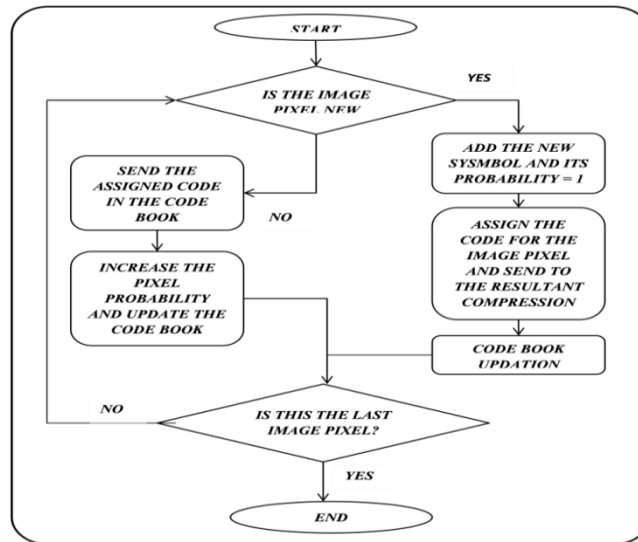 START
IS THE IMAGE
PIXEL NEW
YES
ADD THE NEW
SYSMBOL AND ITS
PROBABILITY = 1
SEND THE
ASSIGNED CODE
IN THE CODE
BOOK
NO
ASSIGN THE
CODE FOR THE
IMAGE PIXEL
AND SEND TO
THE RESULTANT
COMPRESSION
INCREASE THE
PIXEL
PROBABILITY
AND UPDATE THE
CODE BOOK
CODE BOOK
UPDATION
NO
IS THIS THE LAST
IMAGE PIXEL?
YES
END